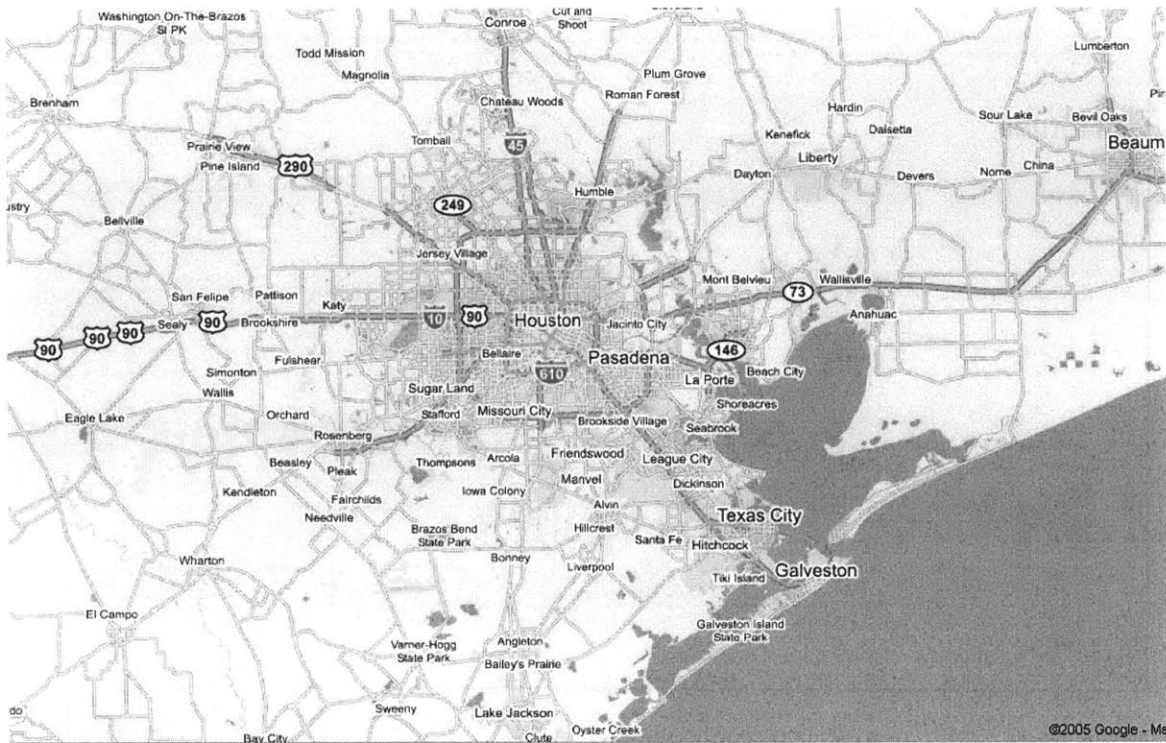 Washington On-The-Brazos
St PK
Conroe
Cut and
Shoot
Lumberton
Todd Mission
Magnolia
Plum Grove
Roman Forest
Brenham
Chateau Woods
Hardin
Sour Lake
Bevil Oaks
Tomball
45
Kenefick
Daisetta
Beaum
Prairie View
290
Pine Island
Liberty
China
Dayton
Devers
Nome
Humble
249
ustry
Bellville
Jersey Village
Mont Belvieu
Wallisville
73
San Felipe
Pattison
Katy
Anahuac
90
90
90
90
Sealy
Brookshire
10
90
Houston
Jacinto City
Fulshear
Bellaire
Pasadena
146
Simonton
610
Beach City
Wallis
Sugar Land
La Porte
Eagle Lake
Orchard
Stafford
Missouri City
Shoreacres
Brookside Village
Seabrook
Rosenberg
Beasley
Pleak
Thompsons
Arcola
Friendswood
League City
Kendleton
Fairchilds
Iowa Colony
Manvel
Dickinson
Needville
Alvin
Texas City
Brazos Bend
State Park
Hillcrest
Santa Fe
Hitchcock
Wharton
Bonney
Liverpool
Tiki Island
Galveston
El Campo
Galveston Island
State Park
Varner-Hogg
State Park
Angleton
Bailey's Prairie
do
Sweeny
Lake Jackson
Bay City
Clute
Oyster Creek
©2005 Google - Ma